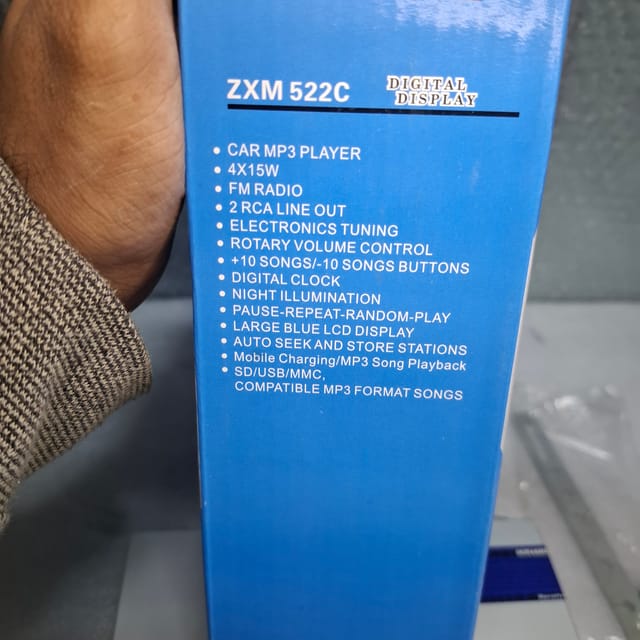 ZXM 522C
DIGITAL
DISPLAY
• CAR MP3 PLAYER
• 4X15W
• FM RADIO
• 2 RCA LINE OUT
• ELECTRONICS TUNING
• ROTARY VOLUME CONTROL
• +10 SONGS/-10 SONGS BUTTONS
• DIGITAL CLOCK
• NIGHT ILLUMINATION
• PAUSE-REPEAT-RANDOM-PLAY
• LARGE BLUE LCD DISPLAY
• AUTO SEEK AND STORE STATIONS
• Mobile Charging/MP3 Song Playback
• SD/USB/MMC,
COMPATIBLE MP3 FORMAT SONGS